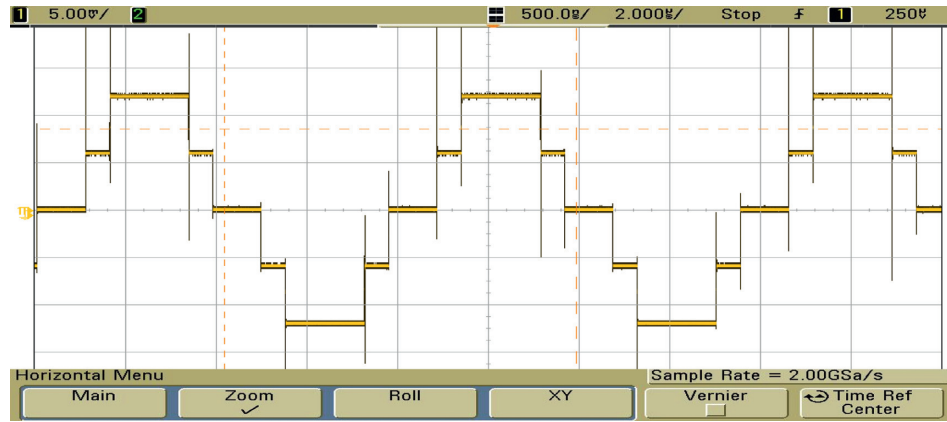 1 5.00V/ 2 500.0s/ 2.000s/ Stop 1 250V
Horizontal Menu
Sample Rate = 2.00GSa/s
Main Zoom Roll XY Vernier Time Ref
Center